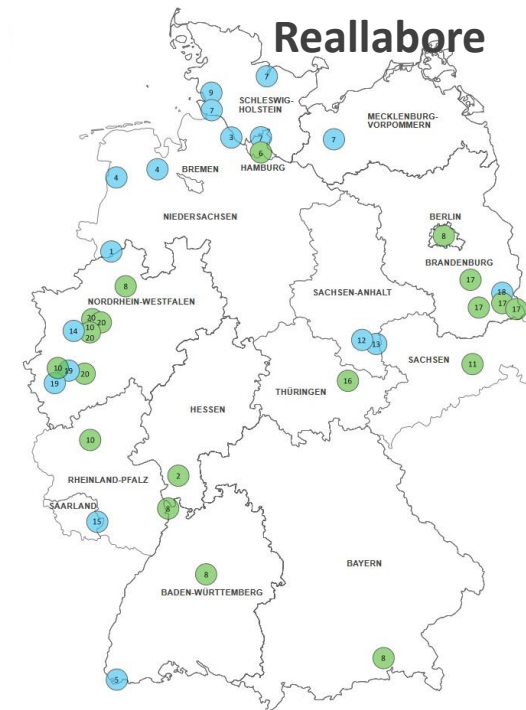 Reallabore
7
9
SCHLESWIG-
HOLSTEIN
7
MECKLENBURG-
VORPOMMERN
3
7
7
6
HAMBURG
4
4
BREMEN
NIEDERSACHSEN
BERLIN
8
1
BRANDENBURG
17
8
SACHSEN-ANHALT
18
NORDRHEIN-WESTFALEN
17
17
17
20
20
10
14
20
12
13
SACHSEN
11
10
19
20
19
16
THÜRINGEN
HESSEN
10
2
RHEINLAND-PFALZ
SAARLAND
8
15
BAYERN
8
BADEN-WÜRTTEMBERG
8
5